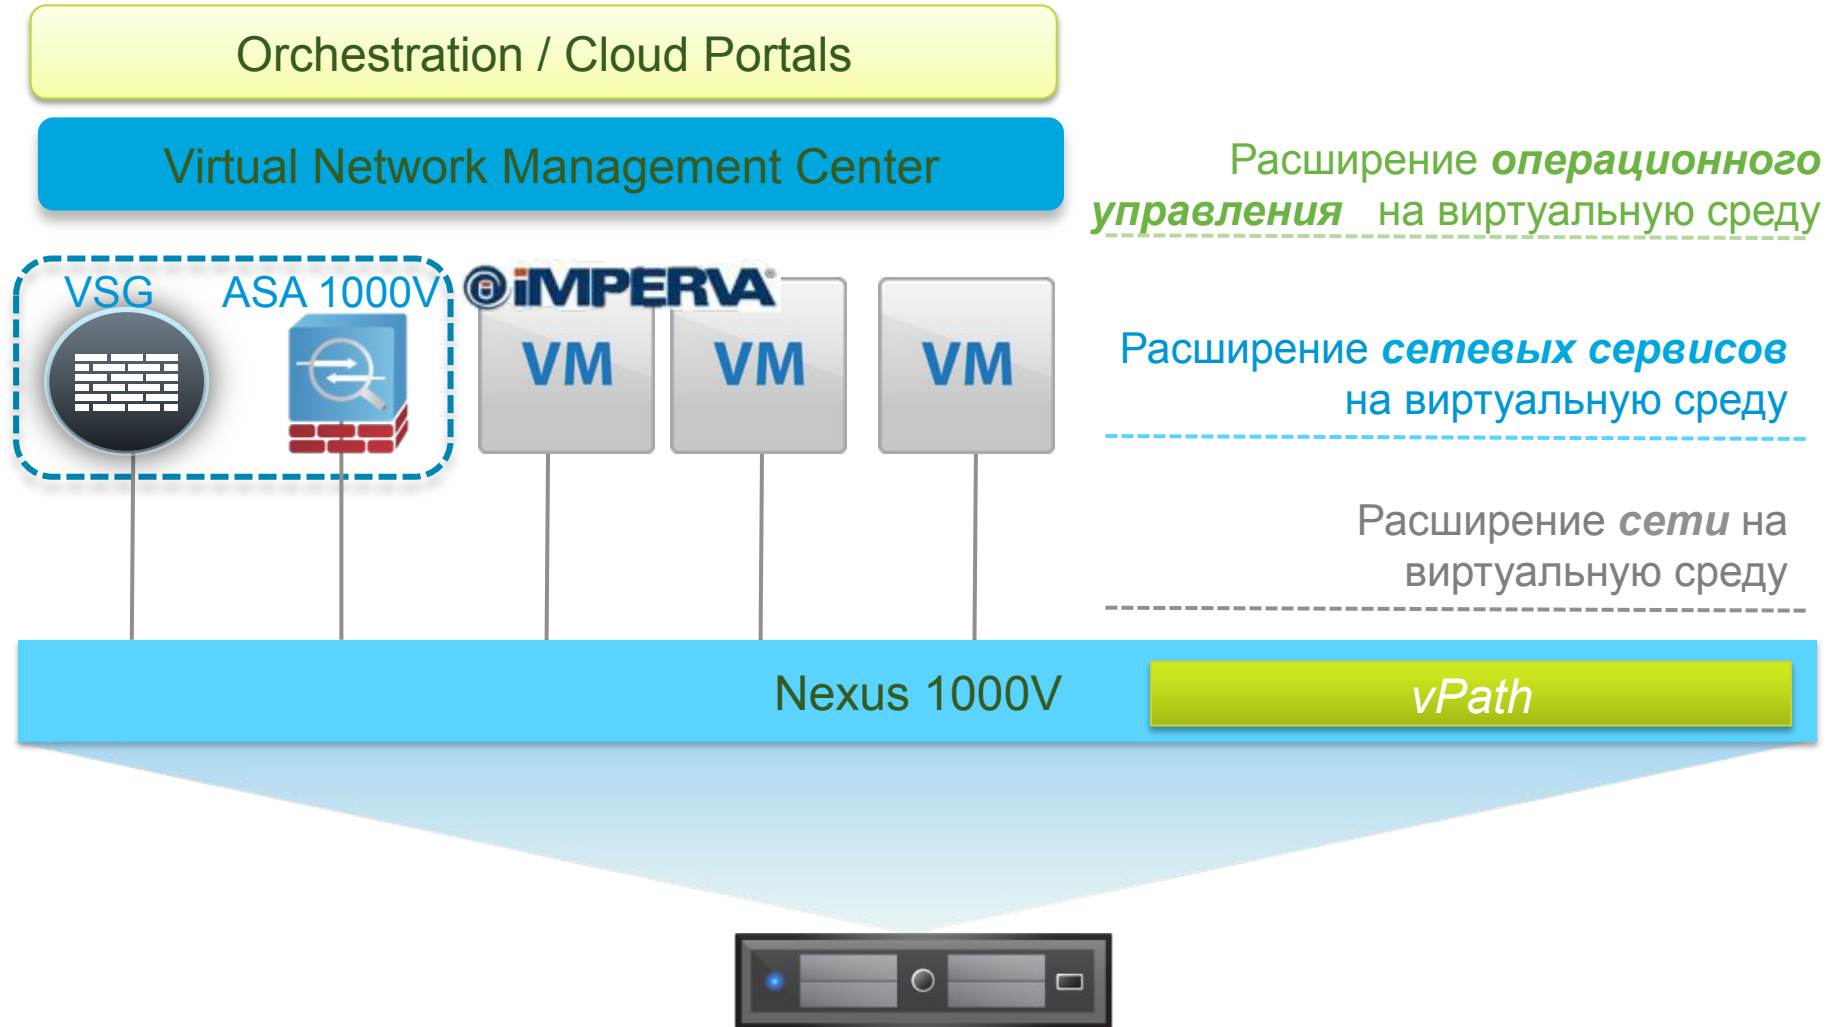 Orchestration / Cloud Portals
Virtual Network Management Center
Расширение операционного
управления на виртуальную среду
VSG
ASA 1000V
IMPERVA
VM
VM
VM
Расширение сетевых сервисов
на виртуальную среду
Расширение сети на
виртуальную среду
Nexus 1000V
vPath